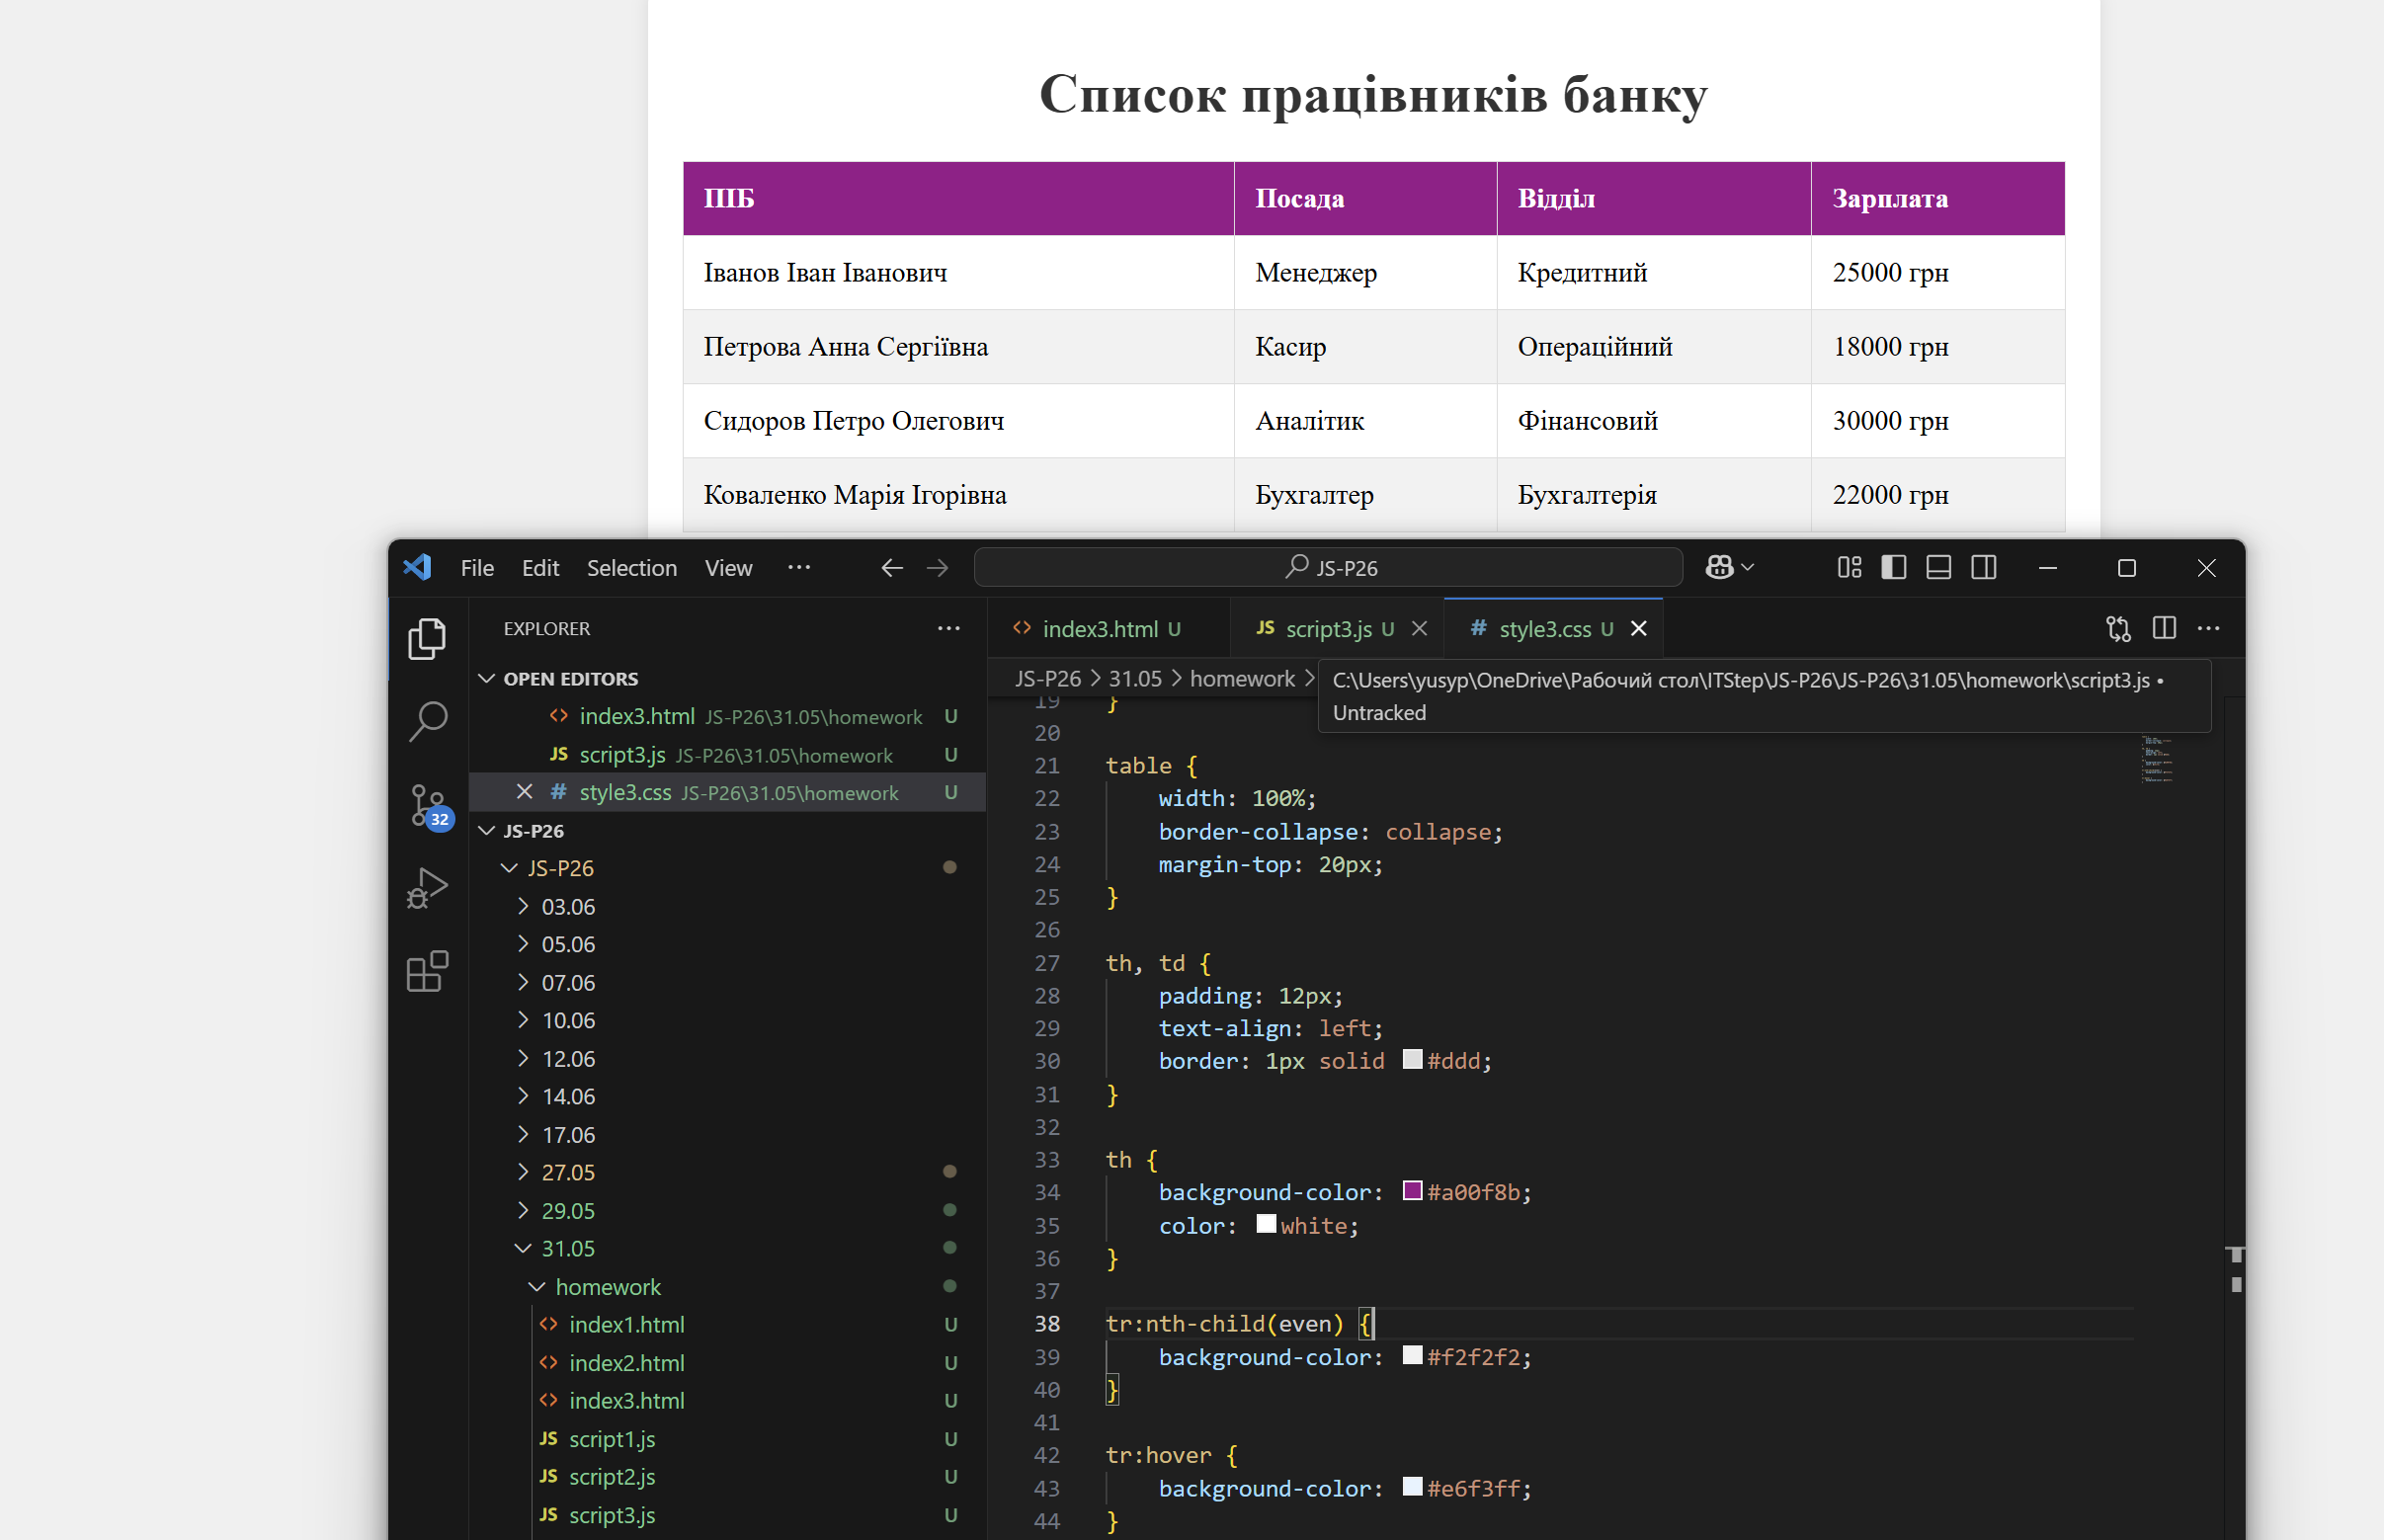 Список працівників банку
ПІБ Посада Відділ Зарплата
Іванов Іван Іванович Менеджер Кредитний 25000 грн
Петрова Анна Сергіївна Касир Операційний 18000 грн
Сидоров Петро Олегович Аналітик Фінансовий 30000 грн
Коваленко Марія Ігорівна Бухгалтер Бухгалтерія 22000 грн
File Edit Selection View ··· JS-P26
EXPLORER ···
OPEN EDITORS
index3.html JS-P26\31.05\homework U
JS script3.js JS-P26\31.05\homework U
# style3.css JS-P26\31.05\homework U
32
JS-P26
JS-P26
03.06
05.06
07.06
10.06
12.06
14.06
17.06
27.05
29.05
31.05
homework
index1.html U
index2.html U
index3.html U
JS script1.js U
JS script2.js U
JS script3.js U
index3.html U JS script3.js U # style3.css U
JS-P26 > 31.05 > homework >
C:\Users\yusyp\OneDrive\Рабочий стол\ITStep\JS-P26\JS-P26\31.05\homework\script3.js •
Untracked
19 }
20
21 table {
22 width: 100%;
23 border-collapse: collapse;
24 margin-top: 20px;
25 }
26
27 th, td {
28 padding: 12px;
29 text-align: left;
30 border: 1px solid #ddd;
31 }
32
33 th {
34 background-color: #a00f8b;
35 color: white;
36 }
37
38 tr:nth-child(even) {
39 background-color: #f2f2f2;
40 }
41
42 tr:hover {
43 background-color: #e6f3ff;
44 }